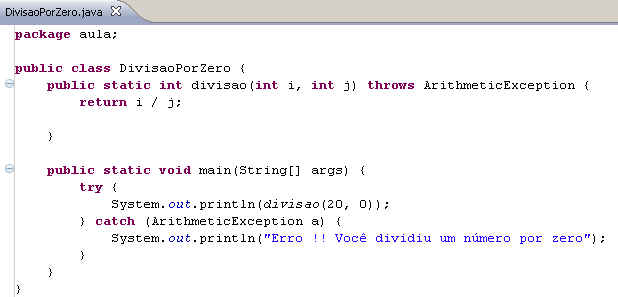 DivisaoPorZero.java
package aula;
public class DivisaoPorZero {
public static int divisao(int i, int j) throws ArithmeticException {
return i / j;
}
public static void main(String[] args) {
try {
System.out.println(divisao(20, 0));
} catch (ArithmeticException a) {
System.out.println("Erro !! Você dividiu um número por zero");
}
}
}